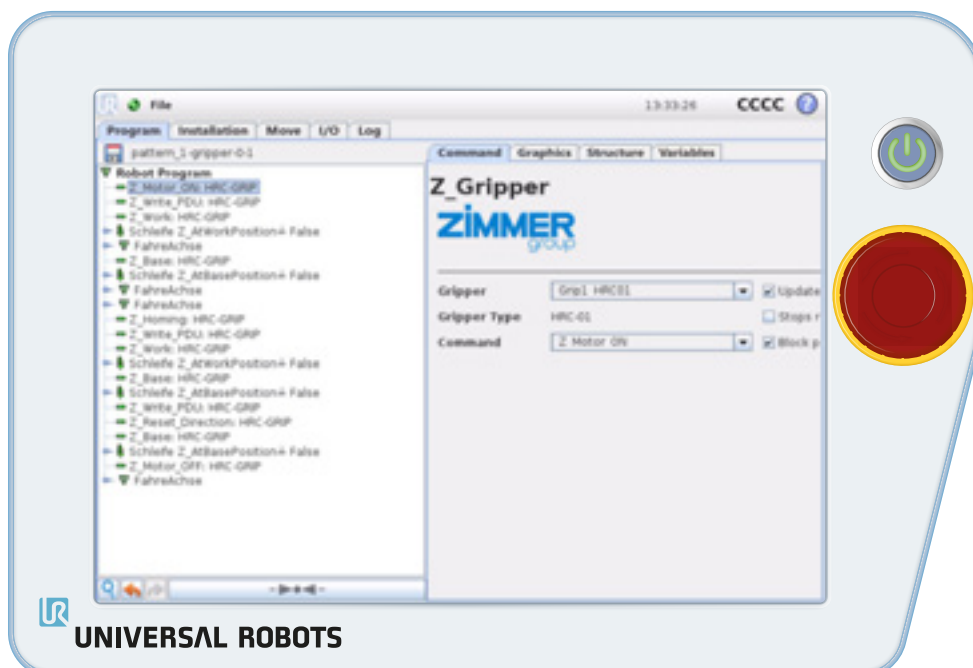 File 13:33:26 CCCC ?
Program Installation Move I/O Log
pattern_1-gripper-0-1
Command Graphics Structure Variables
Robot Program
Z_Motor_ON: HRC-GRIP
Z_Write_PDU: HRC-GRIP
Z_Work: HRC-GRIP
Schleife Z_AtWorkPosition≟ False
FahreAchse
Z_Base: HRC-GRIP
Schleife Z_AtBasePosition≟ False
FahreAchse
FahreAchse
Z_Homing: HRC-GRIP
Z_Write_PDU: HRC-GRIP
Z_Work: HRC-GRIP
Schleife Z_AtWorkPosition≟ False
Z_Base: HRC-GRIP
Schleife Z_AtBasePosition≟ False
Z_Write_PDU: HRC-GRIP
Z_Reset_Direction: HRC-GRIP
Z_Base: HRC-GRIP
Schleife Z_AtBasePosition≟ False
Z_Motor_OFF: HRC-GRIP
FahreAchse
Z_Gripper
ZIMMER
group
Gripper Grip1 HRC01 Update
Gripper Type HRC-01 Stops r
Command Z Motor ON Block p
UR
UNIVERSAL ROBOTS